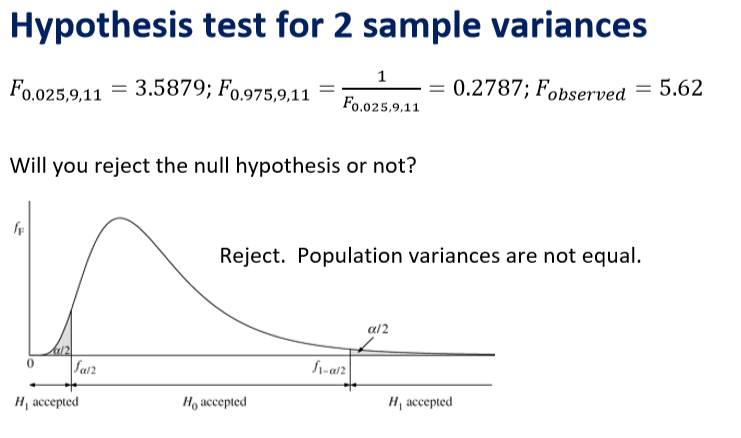 Hypothesis test for 2 sample variances
F0.025,9,11 = 3.5879; F0.975,9,11 = 1/F0.025,9,11 = 0.2787; Fobserved = 5.62
Will you reject the null hypothesis or not?
fF
Reject. Population variances are not equal.
α/2
α/2
0
fα/2
f1−α/2
H1 accepted
H0 accepted
H1 accepted